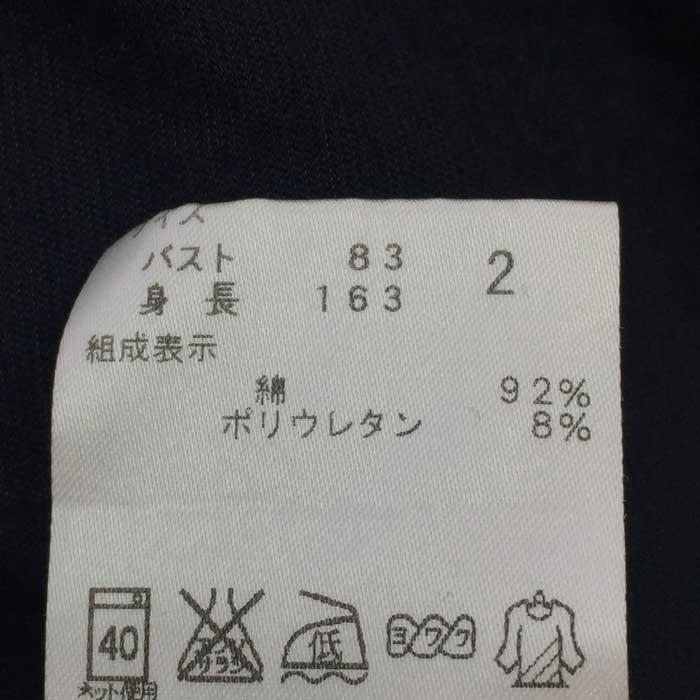 サイズ
バスト 83 2
身長 163
組成表示
綿 92%
ポリウレタン 8%
40 低 ヨワク
ネット使用